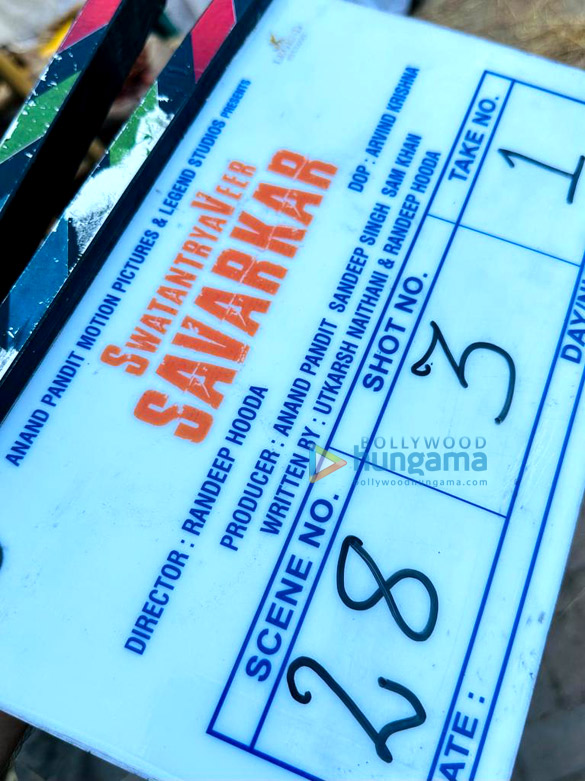 ANAND PANDIT MOTION PICTURES & LEGEND STUDIOS PRESENTS
SWATANTRYAVEER
SAVARKAR
DIRECTOR : RANDEEP HOODA
DOP : ARVIND KRISHNA
PRODUCER : ANAND PANDIT SANDEEP SINGH SAM KHAN
WRITTEN BY : UTKARSH NAITHANI & RANDEEP HOODA
SCENE NO.
28
SHOT NO.
3
TAKE NO.
1
BOLLYWOOD
hungama
bollywoodhungama.com